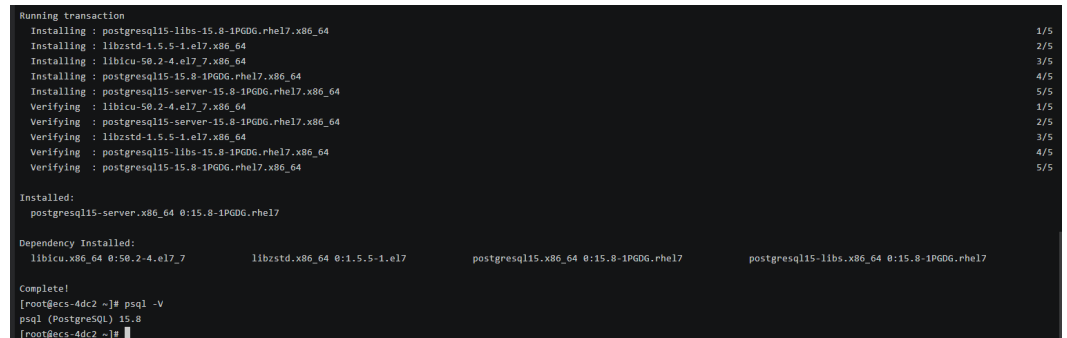 Running transaction
Installing : postgresql15-libs-15.8-1PGDG.rhel7.x86_64 1/5
Installing : libzstd-1.5.5-1.el7.x86_64 2/5
Installing : libicu-50.2-4.el7_7.x86_64 3/5
Installing : postgresql15-15.8-1PGDG.rhel7.x86_64 4/5
Installing : postgresql15-server-15.8-1PGDG.rhel7.x86_64 5/5
Verifying  : libicu-50.2-4.el7_7.x86_64 1/5
Verifying  : postgresql15-server-15.8-1PGDG.rhel7.x86_64 2/5
Verifying  : libzstd-1.5.5-1.el7.x86_64 3/5
Verifying  : postgresql15-libs-15.8-1PGDG.rhel7.x86_64 4/5
Verifying  : postgresql15-15.8-1PGDG.rhel7.x86_64 5/5
Installed:
postgresql15-server.x86_64 0:15.8-1PGDG.rhel7
Dependency Installed:
libicu.x86_64 0:50.2-4.el7_7 libzstd.x86_64 0:1.5.5-1.el7 postgresql15.x86_64 0:15.8-1PGDG.rhel7 postgresql15-libs.x86_64 0:15.8-1PGDG.rhel7
Complete!
[root@ecs-4dc2 ~]# psql -V
psql (PostgreSQL) 15.8
[root@ecs-4dc2 ~]#